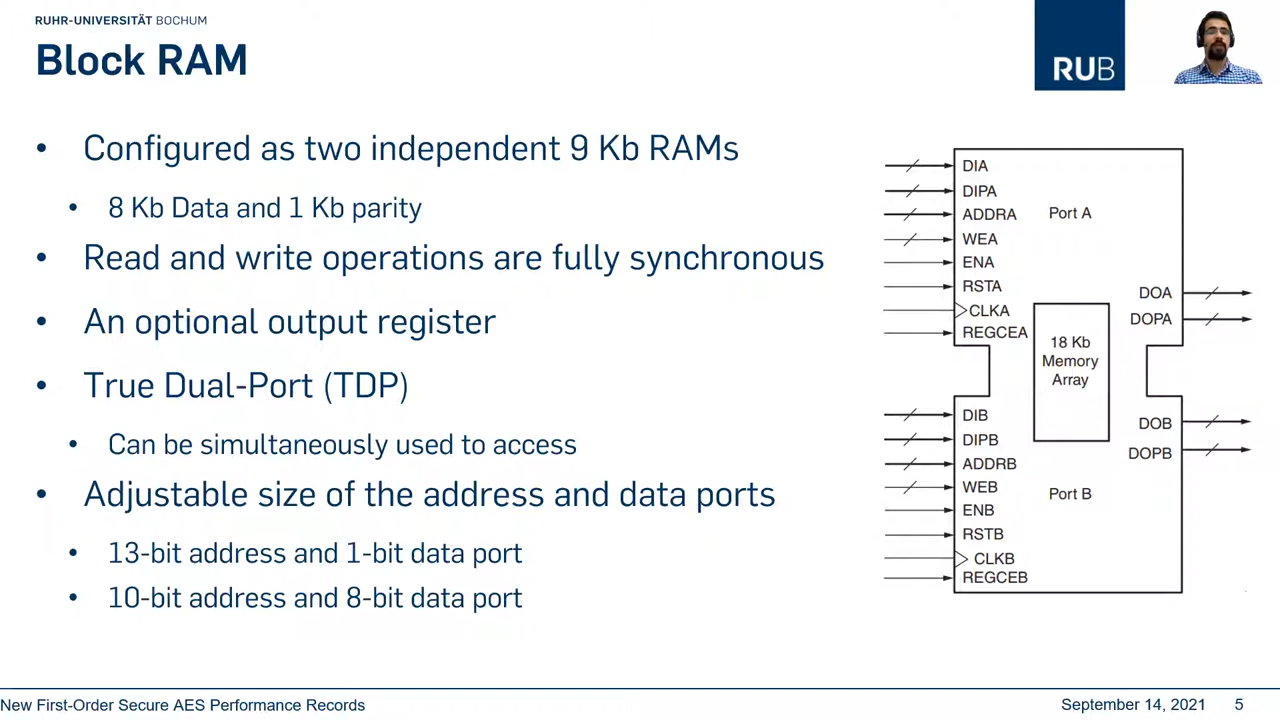 RUHR-UNIVERSITÄT BOCHUM
Block RAM
RUB
• Configured as two independent 9 Kb RAMs
• 8 Kb Data and 1 Kb parity
• Read and write operations are fully synchronous
• An optional output register
• True Dual-Port (TDP)
• Can be simultaneously used to access
• Adjustable size of the address and data ports
• 13-bit address and 1-bit data port
• 10-bit address and 8-bit data port
DIA
DIPA
ADDRA
Port A
WEA
ENA
RSTA
DOA
CLKA
DOPA
REGCEA
18 Kb
Memory
Array
DIB
DOB
DIPB
DOPB
ADDRB
WEB
Port B
ENB
RSTB
CLKB
REGCEB
New First-Order Secure AES Performance Records
September 14, 2021 5